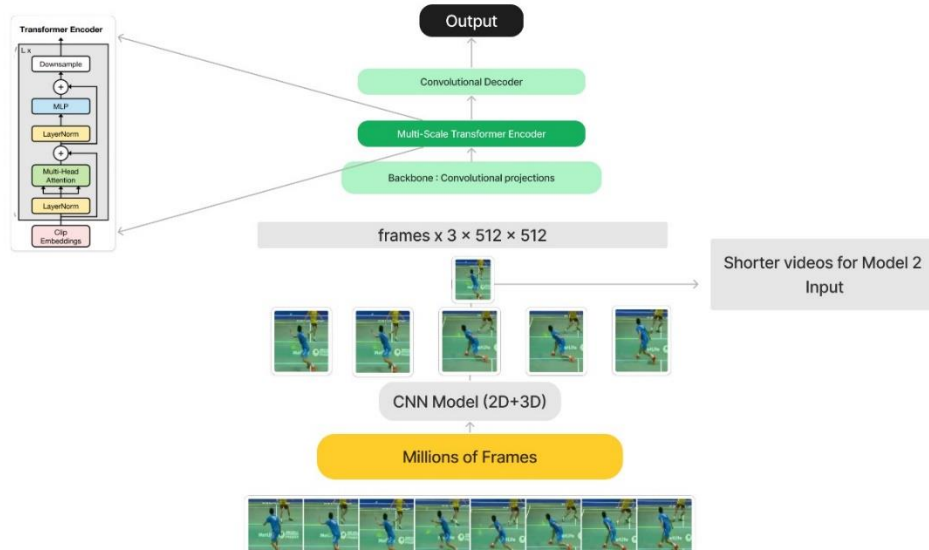 Transformer Encoder
L x
Downsample
+
MLP
LayerNorm
+
Multi-Head
Attention
LayerNorm
Clip
Embeddings
Output
Convolutional Decoder
Multi-Scale Transformer Encoder
Backbone : Convolutional projections
frames x 3 × 512 × 512
Shorter videos for Model 2
Input
CNN Model (2D+3D)
Millions of Frames